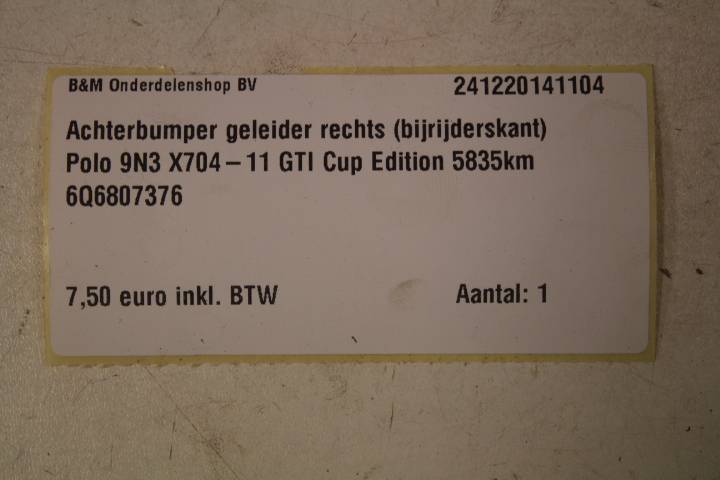 B&M Onderdelenshop BV 241220141104
Achterbumper geleider rechts (bijrijderskant)
Polo 9N3 X704-11 GTI Cup Edition 5835km
6Q6807376
7,50 euro inkl. BTW Aantal: 1